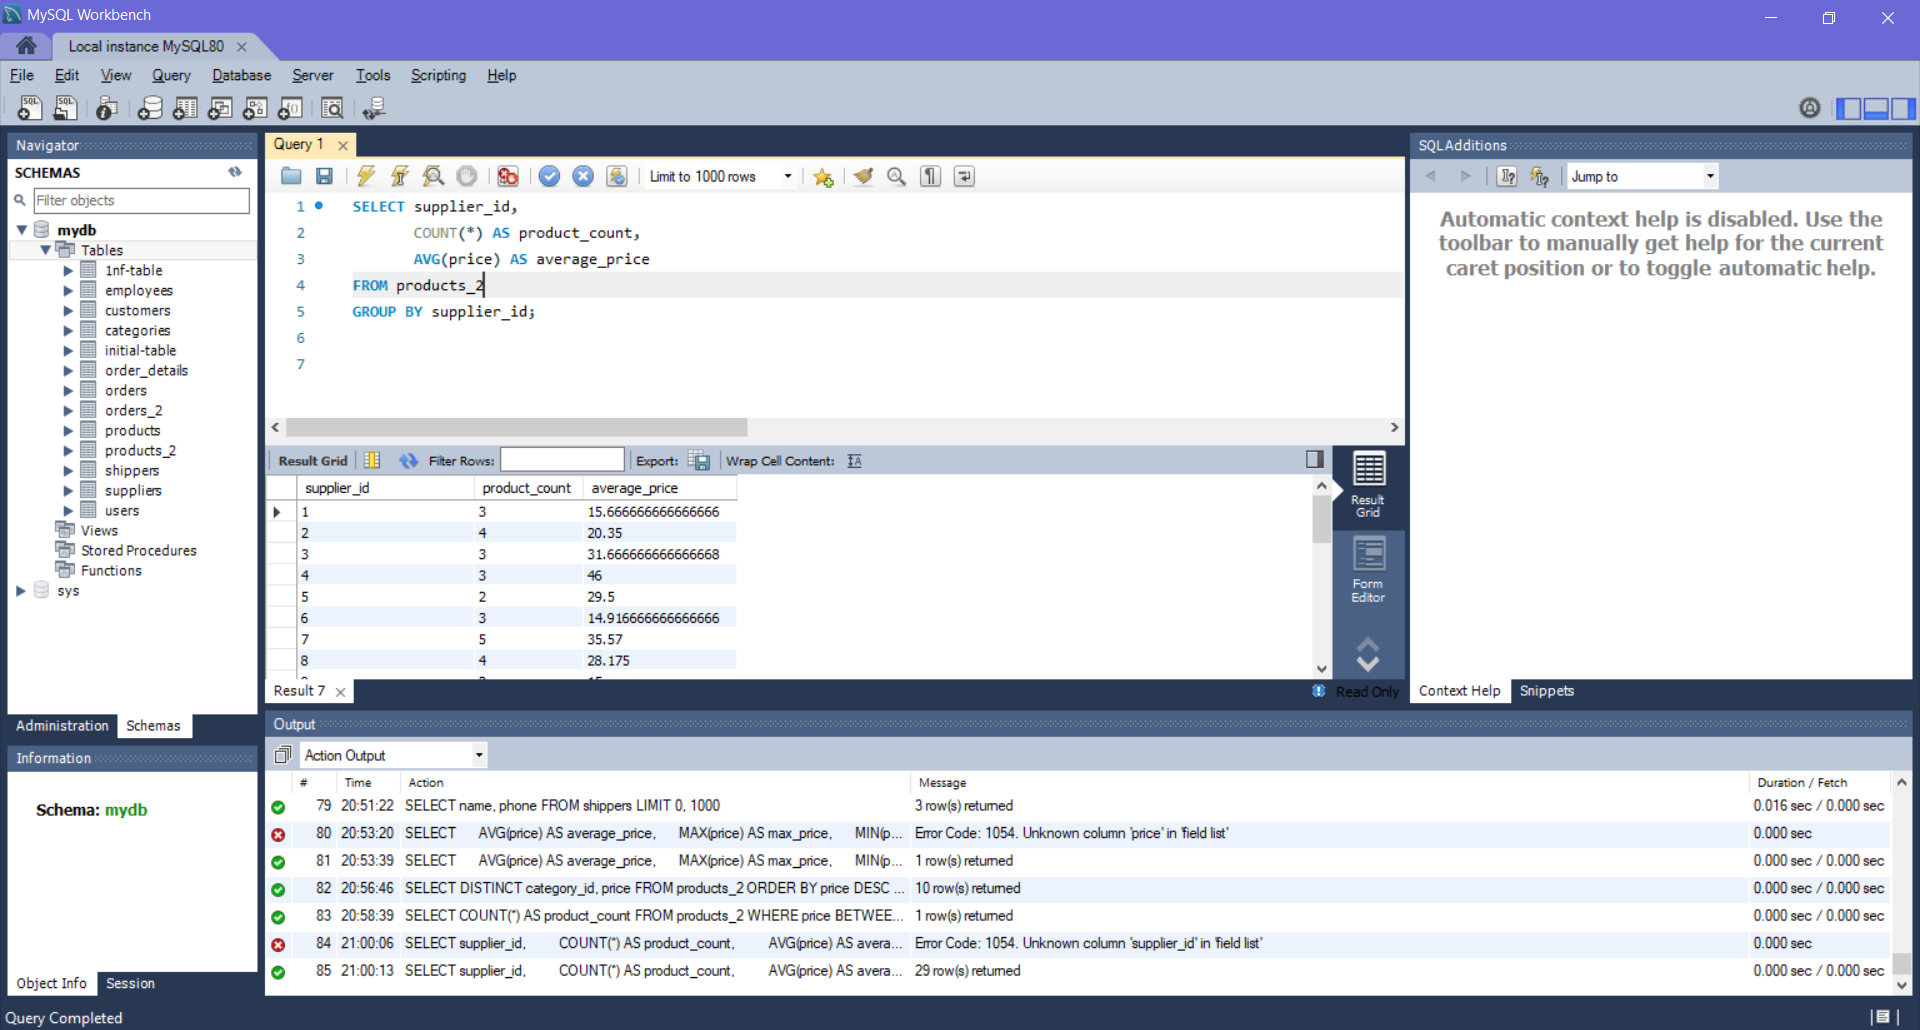 MySQL Workbench
Local instance MySQL80
File Edit View Query Database Server Tools Scripting Help
Navigator
SCHEMAS
Filter objects
mydb
Tables
1nf-table
employees
customers
categories
initial-table
order_details
orders
orders_2
products
products_2
shippers
suppliers
users
Views
Stored Procedures
Functions
sys
Administration Schemas
Information
Schema: mydb
Object Info Session
Query 1
Limit to 1000 rows
1 SELECT supplier_id,
2 COUNT(*) AS product_count,
3 AVG(price) AS average_price
4 FROM products_2
5 GROUP BY supplier_id;
6
7
Result Grid Filter Rows: Export: Wrap Cell Content:
supplier_id product_count average_price
1 3 15.666666666666666
2 4 20.35
3 3 31.666666666666668
4 3 46
5 2 29.5
6 3 14.916666666666666
7 5 35.57
8 4 28.175
Result Grid
Form Editor
Result 7
Read Only
SQLAdditions
Jump to
Automatic context help is disabled. Use the
toolbar to manually get help for the current
caret position or to toggle automatic help.
Context Help Snippets
Output
Action Output
# Time Action Message Duration / Fetch
79 20:51:22 SELECT name, phone FROM shippers LIMIT 0, 1000 3 row(s) returned 0.016 sec / 0.000 sec
80 20:53:20 SELECT AVG(price) AS average_price, MAX(price) AS max_price, MIN(p... Error Code: 1054. Unknown column 'price' in 'field list' 0.000 sec
81 20:53:39 SELECT AVG(price) AS average_price, MAX(price) AS max_price, MIN(p... 1 row(s) returned 0.000 sec / 0.000 sec
82 20:56:46 SELECT DISTINCT category_id, price FROM products_2 ORDER BY price DESC ... 10 row(s) returned 0.000 sec / 0.000 sec
83 20:58:39 SELECT COUNT(*) AS product_count FROM products_2 WHERE price BETWEE... 1 row(s) returned 0.000 sec / 0.000 sec
84 21:00:06 SELECT supplier_id, COUNT(*) AS product_count, AVG(price) AS avera... Error Code: 1054. Unknown column 'supplier_id' in 'field list' 0.000 sec
85 21:00:13 SELECT supplier_id, COUNT(*) AS product_count, AVG(price) AS avera... 29 row(s) returned 0.000 sec / 0.000 sec
Query Completed